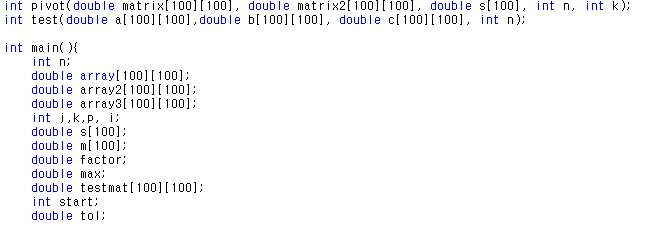 int pivot(double matrix[100][100], double matrix2[100][100], double s[100], int n, int k);
int test(double a[100][100],double b[100][100], double c[100][100], int n);
int main(){
int n;
double array[100][100];
double array2[100][100];
double array3[100][100];
int j,k,p, i;
double s[100];
double m[100];
double factor;
double max;
double testmat[100][100];
int start;
double tol;